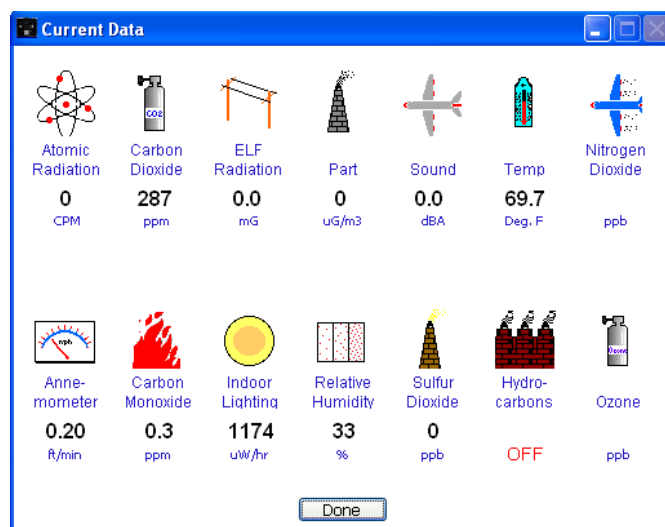 Current Data
CO2
Atomic Radiation
Carbon Dioxide
ELF Radiation
Part
Sound
Temp
Nitrogen Dioxide
0
287
0.0
0
0.0
69.7
CPM
ppm
mG
uG/m3
dBA
Deg. F
ppb
mph
Ozone
Anne-
mometer
Carbon Monoxide
Indoor Lighting
Relative Humidity
Sulfur Dioxide
Hydro-
carbons
Ozone
0.20
0.3
1174
33
0
ft/min
ppm
uW/hr
%
ppb
OFF
ppb
Done